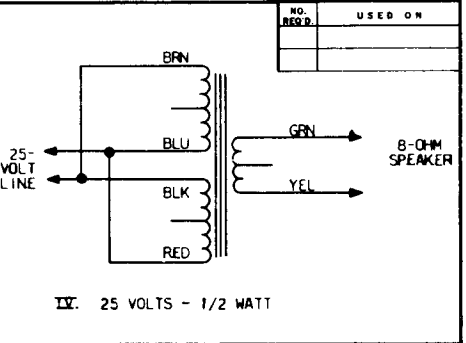 NO. REQ'D.
USED ON
BRN
BLU
25-
VOLT
LINE
BLK
RED
GRN
YEL
8-OHM
SPEAKER
IV. 25 VOLTS - 1/2 WATT